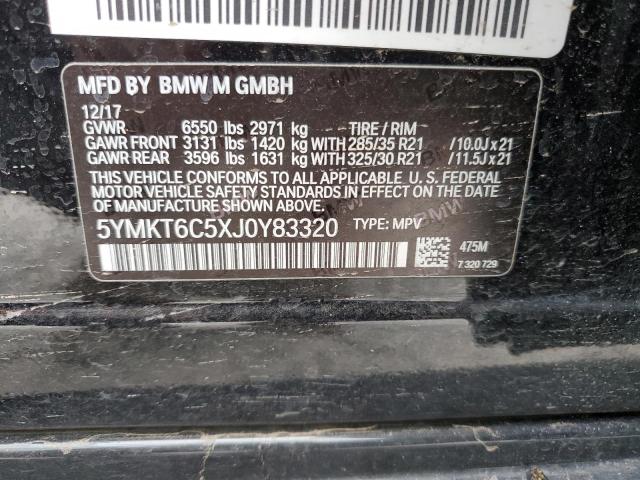 MFD BY BMW M GMBH
12/17
GVWR 6550 lbs 2971 kg TIRE / RIM
GAWR FRONT 3131 lbs 1420 kg WITH 285/35 R21 /10.0J x 21
GAWR REAR 3596 lbs 1631 kg WITH 325/30 R21 /11.5J x 21
THIS VEHICLE CONFORMS TO ALL APPLICABLE U. S. FEDERAL
MOTOR VEHICLE SAFETY STANDARDS IN EFFECT ON THE DATE
OF MANUFACTURE SHOWN ABOVE.
5YMKT6C5XJ0Y83320 TYPE: MPV
475M
7 320 729